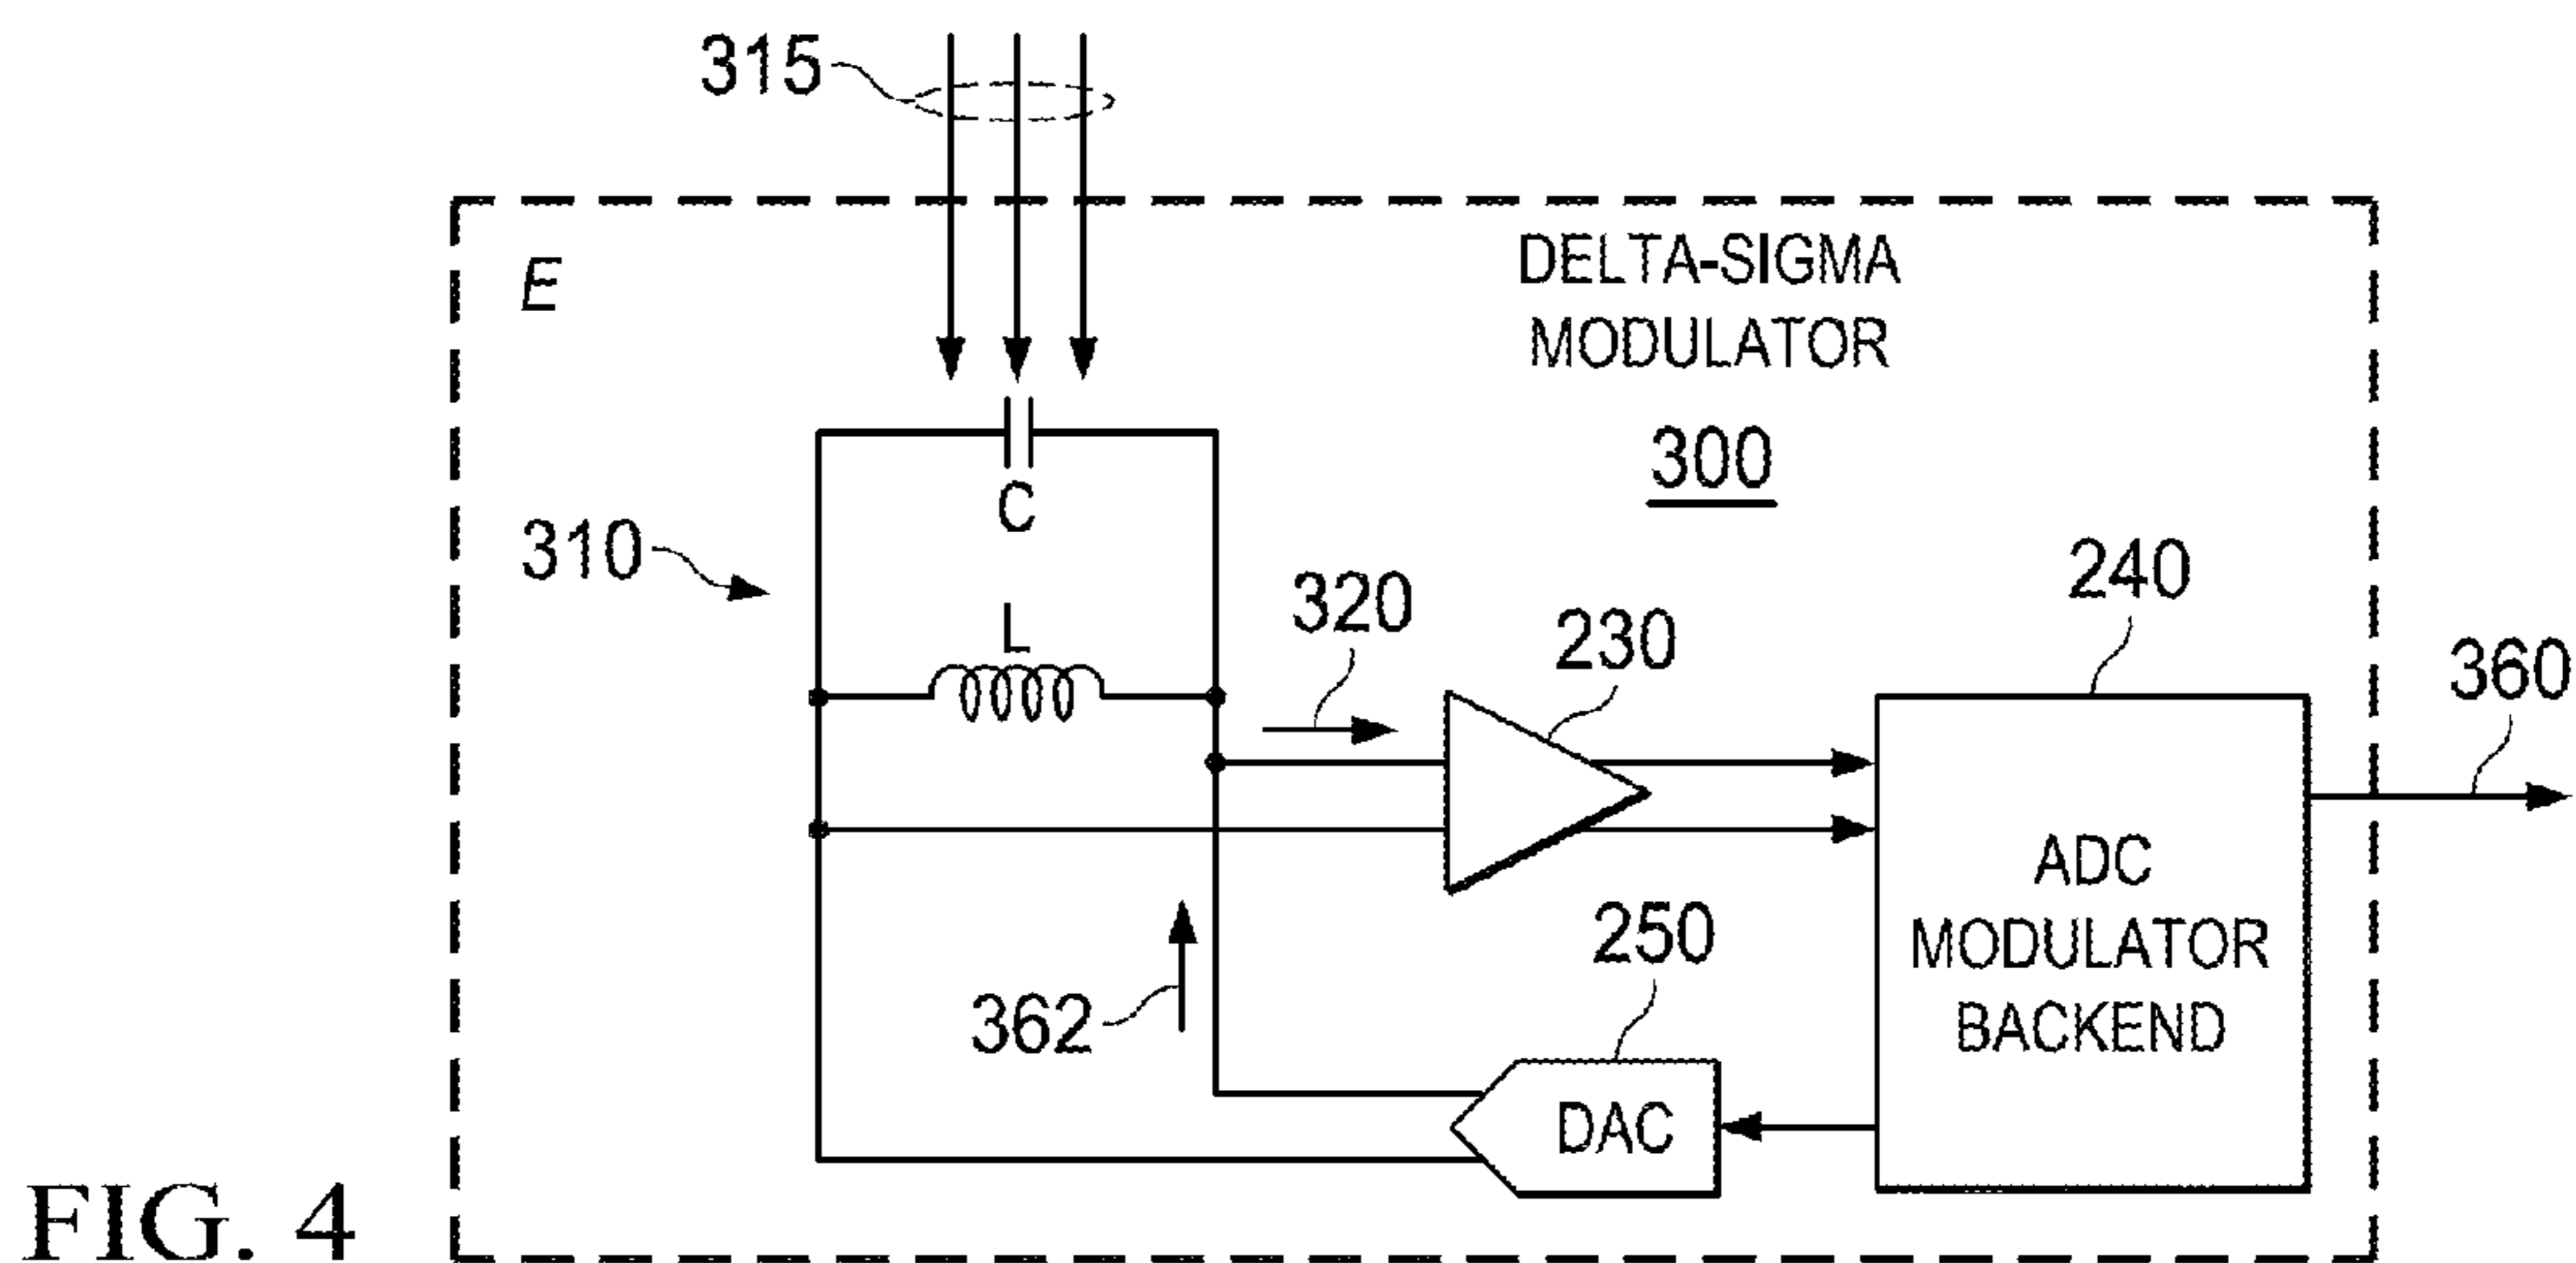 315
E
DELTA-SIGMA
MODULATOR
300
C
310
L
320
230
240
360
ADC
MODULATOR
BACKEND
250
362
DAC
FIG. 4